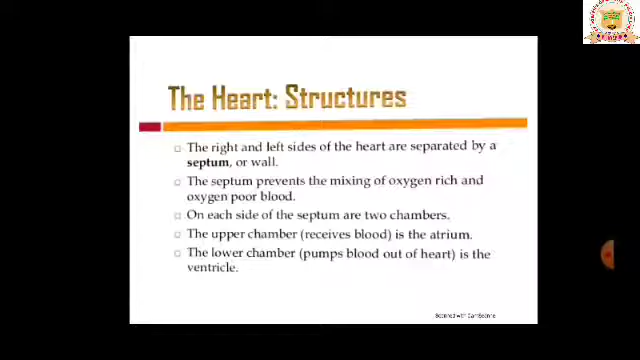 The Heart: Structures
The right and left sides of the heart are separated by a
septum, or wall.
The septum prevents the mixing of oxygen rich and
oxygen poor blood.
On each side of the septum are two chambers.
The upper chamber (receives blood) is the atrium.
The lower chamber (pumps blood out of heart) is the
ventricle.
Scanned with CamScanner